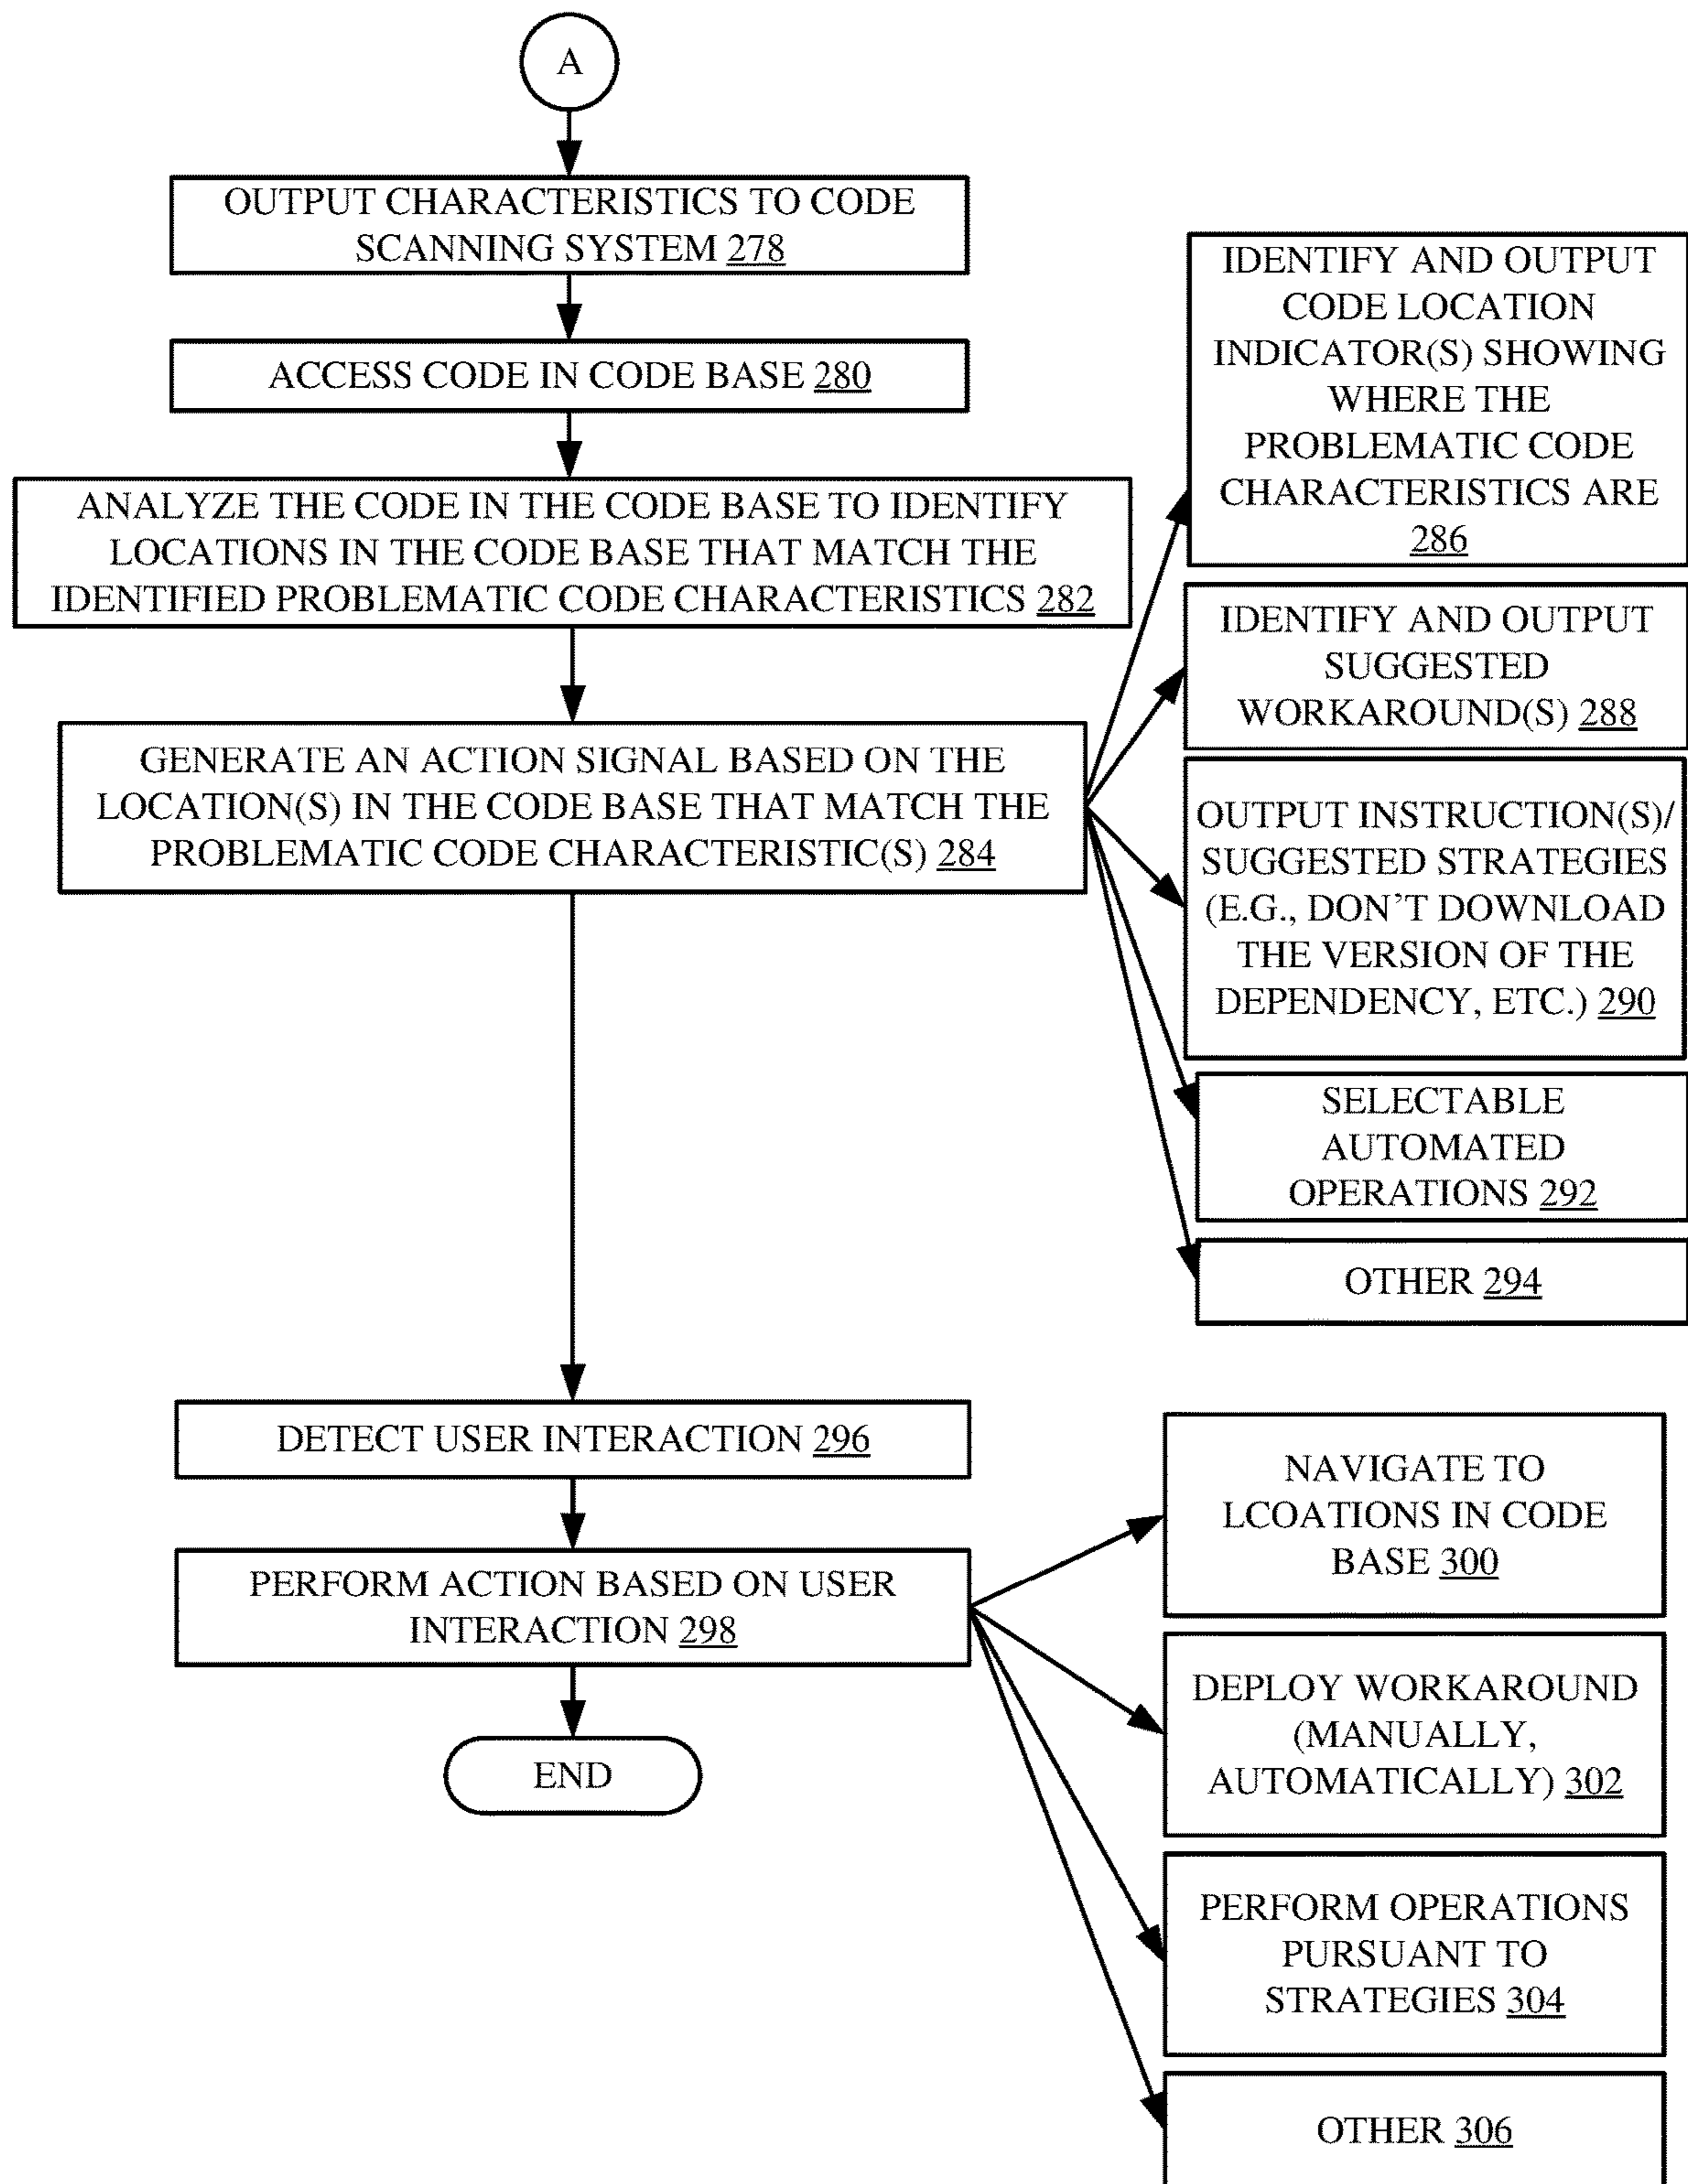 A
OUTPUT CHARACTERISTICS TO CODE
SCANNING SYSTEM 278
ACCESS CODE IN CODE BASE 280
ANALYZE THE CODE IN THE CODE BASE TO IDENTIFY
LOCATIONS IN THE CODE BASE THAT MATCH THE
IDENTIFIED PROBLEMATIC CODE CHARACTERISTICS 282
GENERATE AN ACTION SIGNAL BASED ON THE
LOCATION(S) IN THE CODE BASE THAT MATCH THE
PROBLEMATIC CODE CHARACTERISTIC(S) 284
IDENTIFY AND OUTPUT
CODE LOCATION
INDICATOR(S) SHOWING
WHERE THE
PROBLEMATIC CODE
CHARACTERISTICS ARE
286
IDENTIFY AND OUTPUT
SUGGESTED
WORKAROUND(S) 288
OUTPUT INSTRUCTION(S)/
SUGGESTED STRATEGIES
(E.G., DON'T DOWNLOAD
THE VERSION OF THE
DEPENDENCY, ETC.) 290
SELECTABLE
AUTOMATED
OPERATIONS 292
OTHER 294
DETECT USER INTERACTION 296
PERFORM ACTION BASED ON USER
INTERACTION 298
END
NAVIGATE TO
LCOATIONS IN CODE
BASE 300
DEPLOY WORKAROUND
(MANUALLY,
AUTOMATICALLY) 302
PERFORM OPERATIONS
PURSUANT TO
STRATEGIES 304
OTHER 306